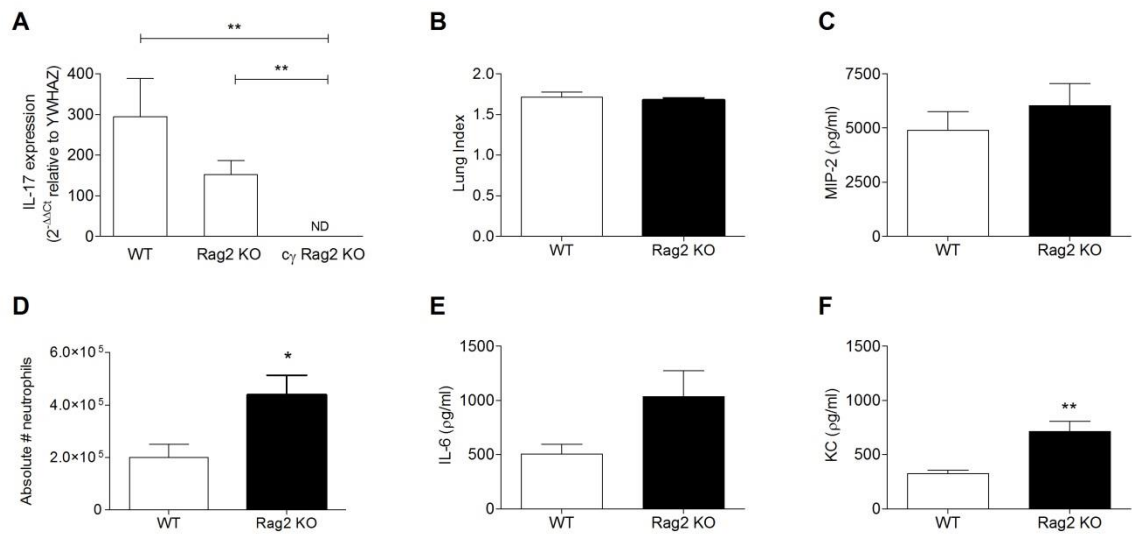 A
**
**
IL-17 expression
(2^-ΔΔCt relative to YWHAZ)
400
300
200
100
0
ND
WT
Rag2 KO
cγ Rag2 KO
B
Lung Index
2.0
1.5
1.0
0.5
0.0
WT
Rag2 KO
C
MIP-2 (ρg/ml)
7500
5000
2500
0
WT
Rag2 KO
D
Absolute # neutrophils
6.0×10^5
4.0×10^5
2.0×10^5
0
*
WT
Rag2 KO
E
IL-6 (ρg/ml)
1500
1000
500
0
WT
Rag2 KO
F
KC (ρg/ml)
1500
1000
500
0
**
WT
Rag2 KO